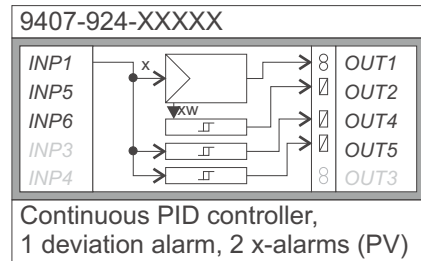 9407-924-XXXXX
INP1
INP5
INP6
INP3
INP4
x
xw
OUT1
OUT2
OUT4
OUT5
OUT3
Continuous PID controller,
1 deviation alarm, 2 x-alarms (PV)